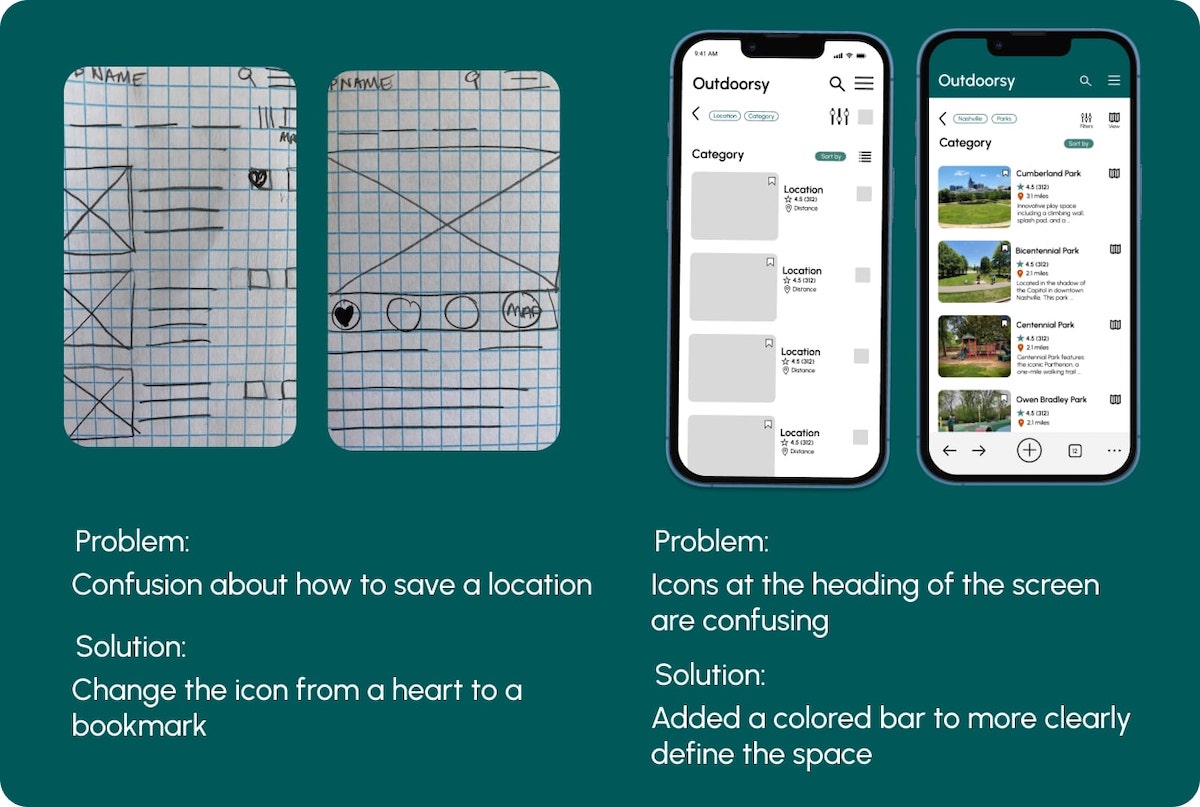 P NAME
MAP
PNAME
MAP
9:41 AM
Outdoorsy
Location Category
Category
Sort by
Location
4.5 (312)
Distance
Location
4.5 (312)
Distance
Location
4.5 (312)
Distance
Location
4.5 (312)
Distance
Outdoorsy
Nashville Parks
Filters View
Category
Sort by
Cumberland Park
4.5 (312)
3.1 miles
Innovative play space
including a climbing wall,
splash pad, and a ...
Bicentennial Park
4.5 (312)
2.1 miles
Located in the shadow of
the Capitol in downtown
Nashville. This park ...
Centennial Park
4.5 (312)
2.1 miles
Centennial Park features
the iconic Parthenon, a
one-mile walking trail ...
Owen Bradley Park
4.5 (312)
2.1 miles
12
Problem:
Confusion about how to save a location
Solution:
Change the icon from a heart to a
bookmark
Problem:
Icons at the heading of the screen
are confusing
Solution:
Added a colored bar to more clearly
define the space